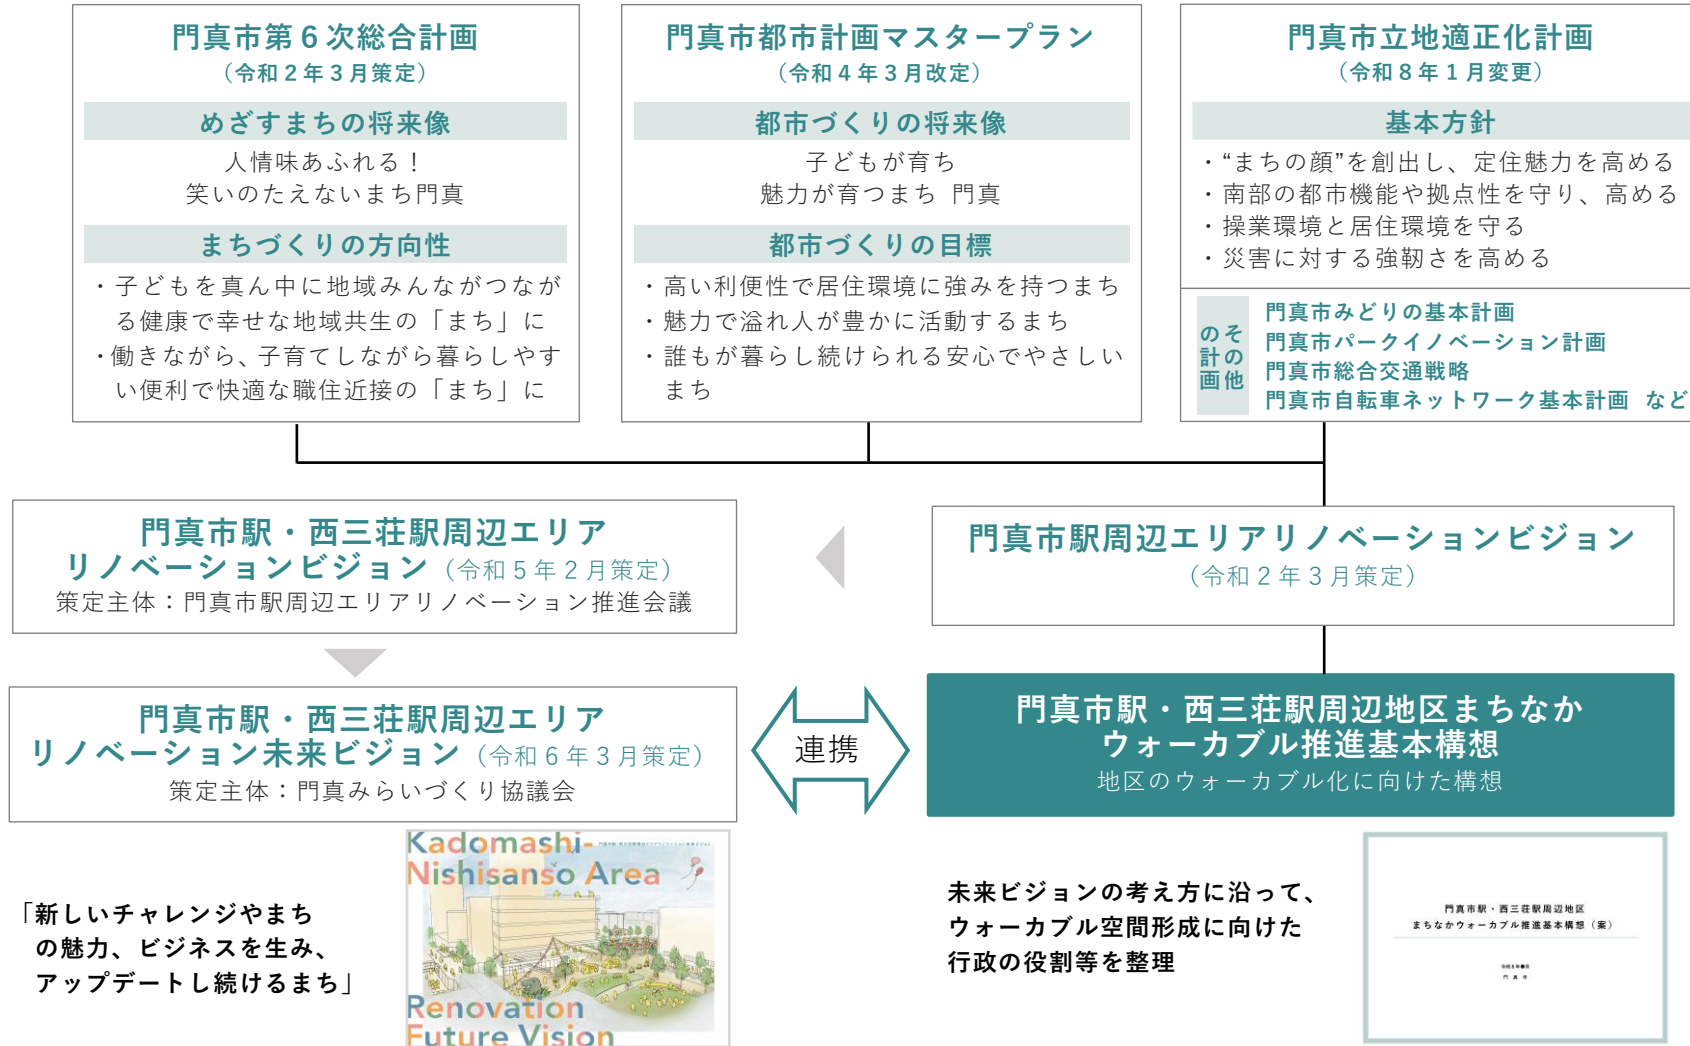 門真市第６次総合計画
（令和２年３月策定）
めざすまちの将来像
人情味あふれる！
笑いのたえないまち門真
まちづくりの方向性
・子どもを真ん中に地域みんながつなが
る健康で幸せな地域共生の「まち」に
・働きながら、子育てしながら暮らしやす
い便利で快適な職住近接の「まち」に
門真市都市計画マスタープラン
（令和４年３月改定）
都市づくりの将来像
子どもが育ち
魅力が育つまち 門真
都市づくりの目標
・高い利便性で居住環境に強みを持つまち
・魅力で溢れ人が豊かに活動するまち
・誰もが暮らし続けられる安心でやさしい
まち
門真市立地適正化計画
（令和８年１月変更）
基本方針
・“まちの顔”を創出し、定住魅力を高める
・南部の都市機能や拠点性を守り、高める
・操業環境と居住環境を守る
・災害に対する強靭さを高める
その他
の計画
門真市みどりの基本計画
門真市パークイノベーション計画
門真市総合交通戦略
門真市自転車ネットワーク基本計画 など
門真市駅・西三荘駅周辺エリア
リノベーションビジョン（令和５年２月策定）
策定主体：門真市駅周辺エリアリノベーション推進会議
門真市駅周辺エリアリノベーションビジョン
（令和２年３月策定）
門真市駅・西三荘駅周辺エリア
リノベーション未来ビジョン（令和６年３月策定）
策定主体：門真みらいづくり協議会
連携
門真市駅・西三荘駅周辺地区まちなか
ウォーカブル推進基本構想
地区のウォーカブル化に向けた構想
「新しいチャレンジやまち
の魅力、ビジネスを生み、
アップデートし続けるまち」
Kadomashi-
Nishisanso Area
Renovation
Future Vision
未来ビジョンの考え方に沿って、
ウォーカブル空間形成に向けた
行政の役割等を整理
門真市駅・西三荘駅周辺地区
まちなかウォーカブル推進基本構想（案）
門 真 市